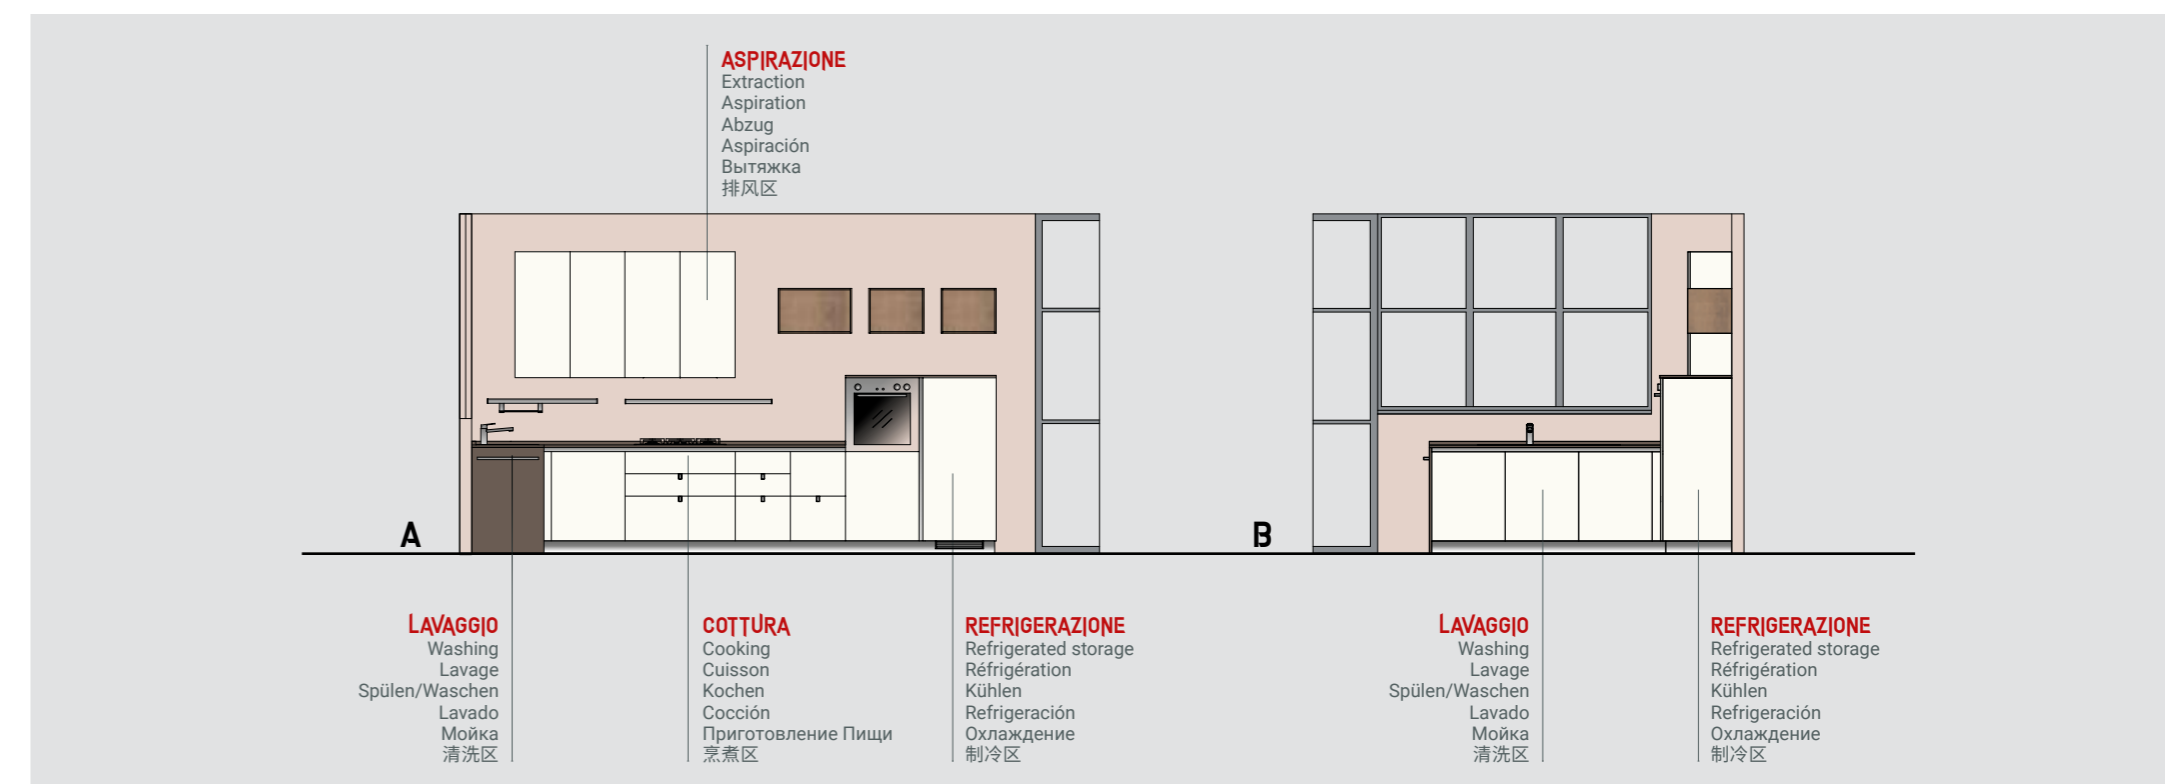 ASPIRAZIONE
Extraction
Aspiration
Abzug
Aspiración
Вытяжка
排风区
A
B
LAVAGGIO
Washing
Lavage
Spülen/Waschen
Lavado
Мойка
清洗区
COTTURA
Cooking
Cuisson
Kochen
Cocción
Приготовление Пищи
烹煮区
REFRIGERAZIONE
Refrigerated storage
Réfrigération
Kühlen
Refrigeración
Охлаждение
制冷区
LAVAGGIO
Washing
Lavage
Spülen/Waschen
Lavado
Мойка
清洗区
REFRIGERAZIONE
Refrigerated storage
Réfrigération
Kühlen
Refrigeración
Охлаждение
制冷区